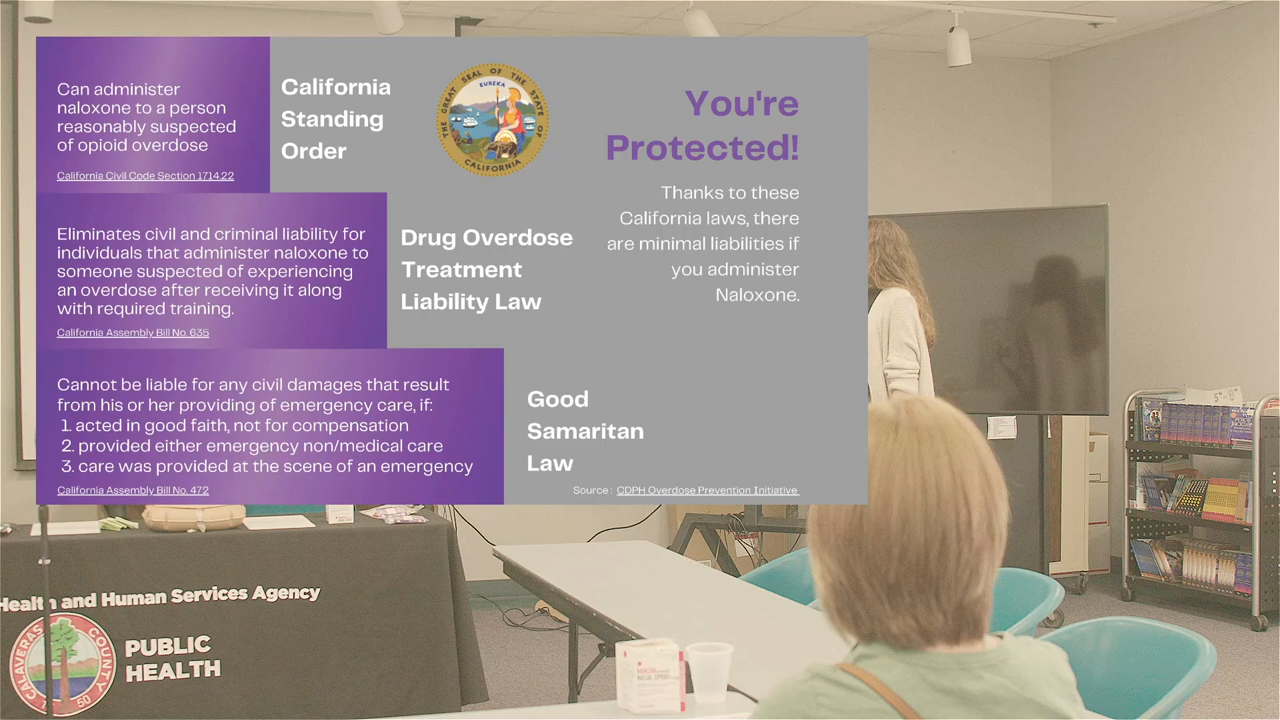 Can administer
naloxone to a person
reasonably suspected
of opioid overdose
California Civil Code Section 1714.22
California
Standing
Order
THE GREAT SEAL OF THE STATE OF CALIFORNIA
EUREKA
You're
Protected!
Thanks to these
California laws, there
are minimal liabilities if
you administer
Naloxone.
Eliminates civil and criminal liability for
individuals that administer naloxone to
someone suspected of experiencing
an overdose after receiving it along
with required training.
California Assembly Bill No. 635
Drug Overdose
Treatment
Liability Law
Cannot be liable for any civil damages that result
from his or her providing of emergency care, if:
1. acted in good faith, not for compensation
2. provided either emergency non/medical care
3. care was provided at the scene of an emergency
California Assembly Bill No. 472
Good
Samaritan
Law
Source : CDPH Overdose Prevention Initiative
Health and Human Services Agency
CALAVERAS COUNTY
PUBLIC
HEALTH
NASAL SPRAY